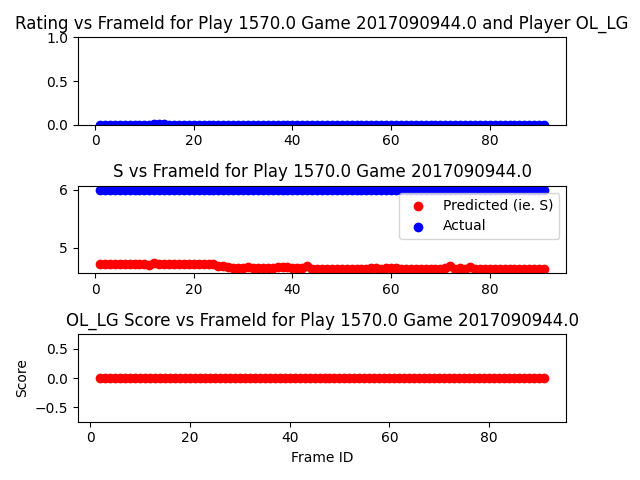 Rating vs FrameId for Play 1570.0 Game 2017090944.0 and Player OL_LG
1.0
0.5
0.0
0 20 40 60 80
S vs FrameId for Play 1570.0 Game 2017090944.0
6
5
Predicted (ie. S)
Actual
0 20 40 60 80
OL_LG Score vs FrameId for Play 1570.0 Game 2017090944.0
Score
0.5
0.0
−0.5
0 20 40 60 80
Frame ID